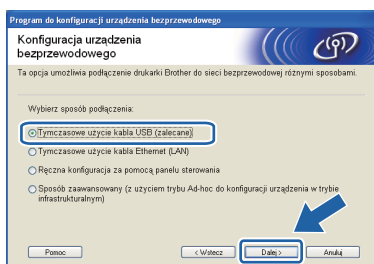 Program do konfiguracji urządzenia bezprzewodowego
Konfiguracja urządzenia
bezprzewodowego
Ta opcja umożliwia podłączenie drukarki Brother do sieci bezprzewodowej różnymi sposobami.
Wybierz sposób podłączenia:
Tymczasowe użycie kabla USB (zalecane)
Tymczasowe użycie kabla Ethernet (LAN)
Ręczna konfiguracja za pomocą panelu sterowania
Sposób zaawansowany (z użyciem trybu Ad-hoc do konfiguracji urządzenia w trybie
infrastrukturalnym)
Pomoc
< Wstecz
Dalej >
Anuluj